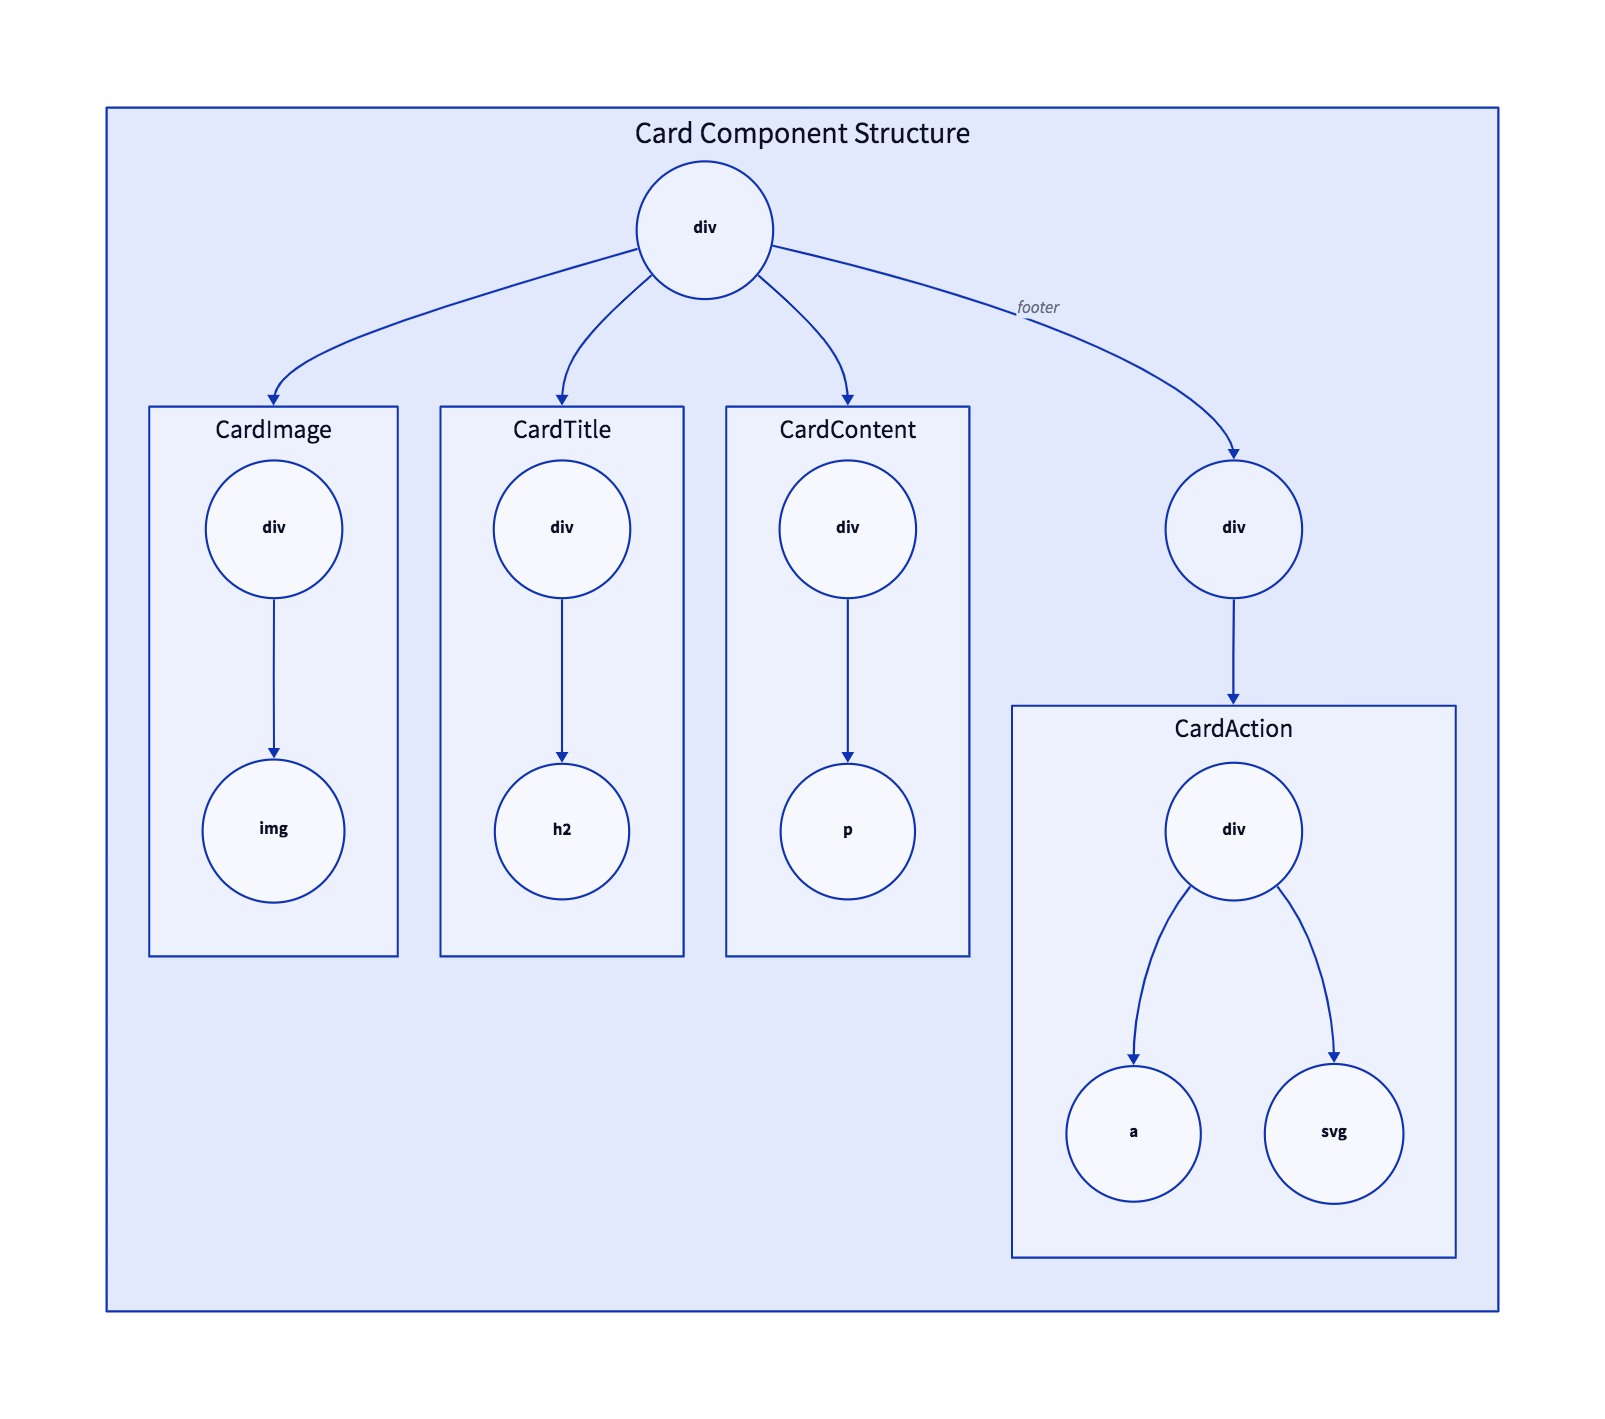 Card Component Structure
div
footer
CardImage
CardTitle
CardContent
div
div
div
div
CardAction
img
h2
p
div
a
svg